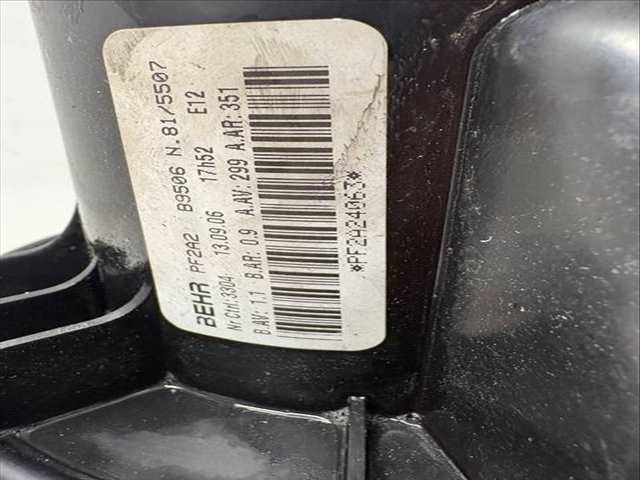 BEHR PF2A2 B9506 N.81/5507
Nr Ctrl:3304 13.09.06 17h52 E12
B.AV: 1.1 B.AR: 0.9 A.AV: 299 A.AR: 351
*PF2A24063*